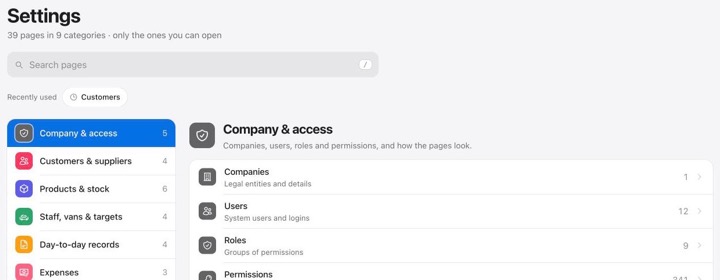 Settings
39 pages in 9 categories · only the ones you can open
Search pages /
Recently used Customers
Company & access 5
Customers & suppliers 4
Products & stock 6
Staff, vans & targets 4
Day-to-day records 4
Expenses 3
Company & access
Companies, users, roles and permissions, and how the pages look.
Companies 1
Legal entities and details
Users 12
System users and logins
Roles 9
Groups of permissions
Permissions 341